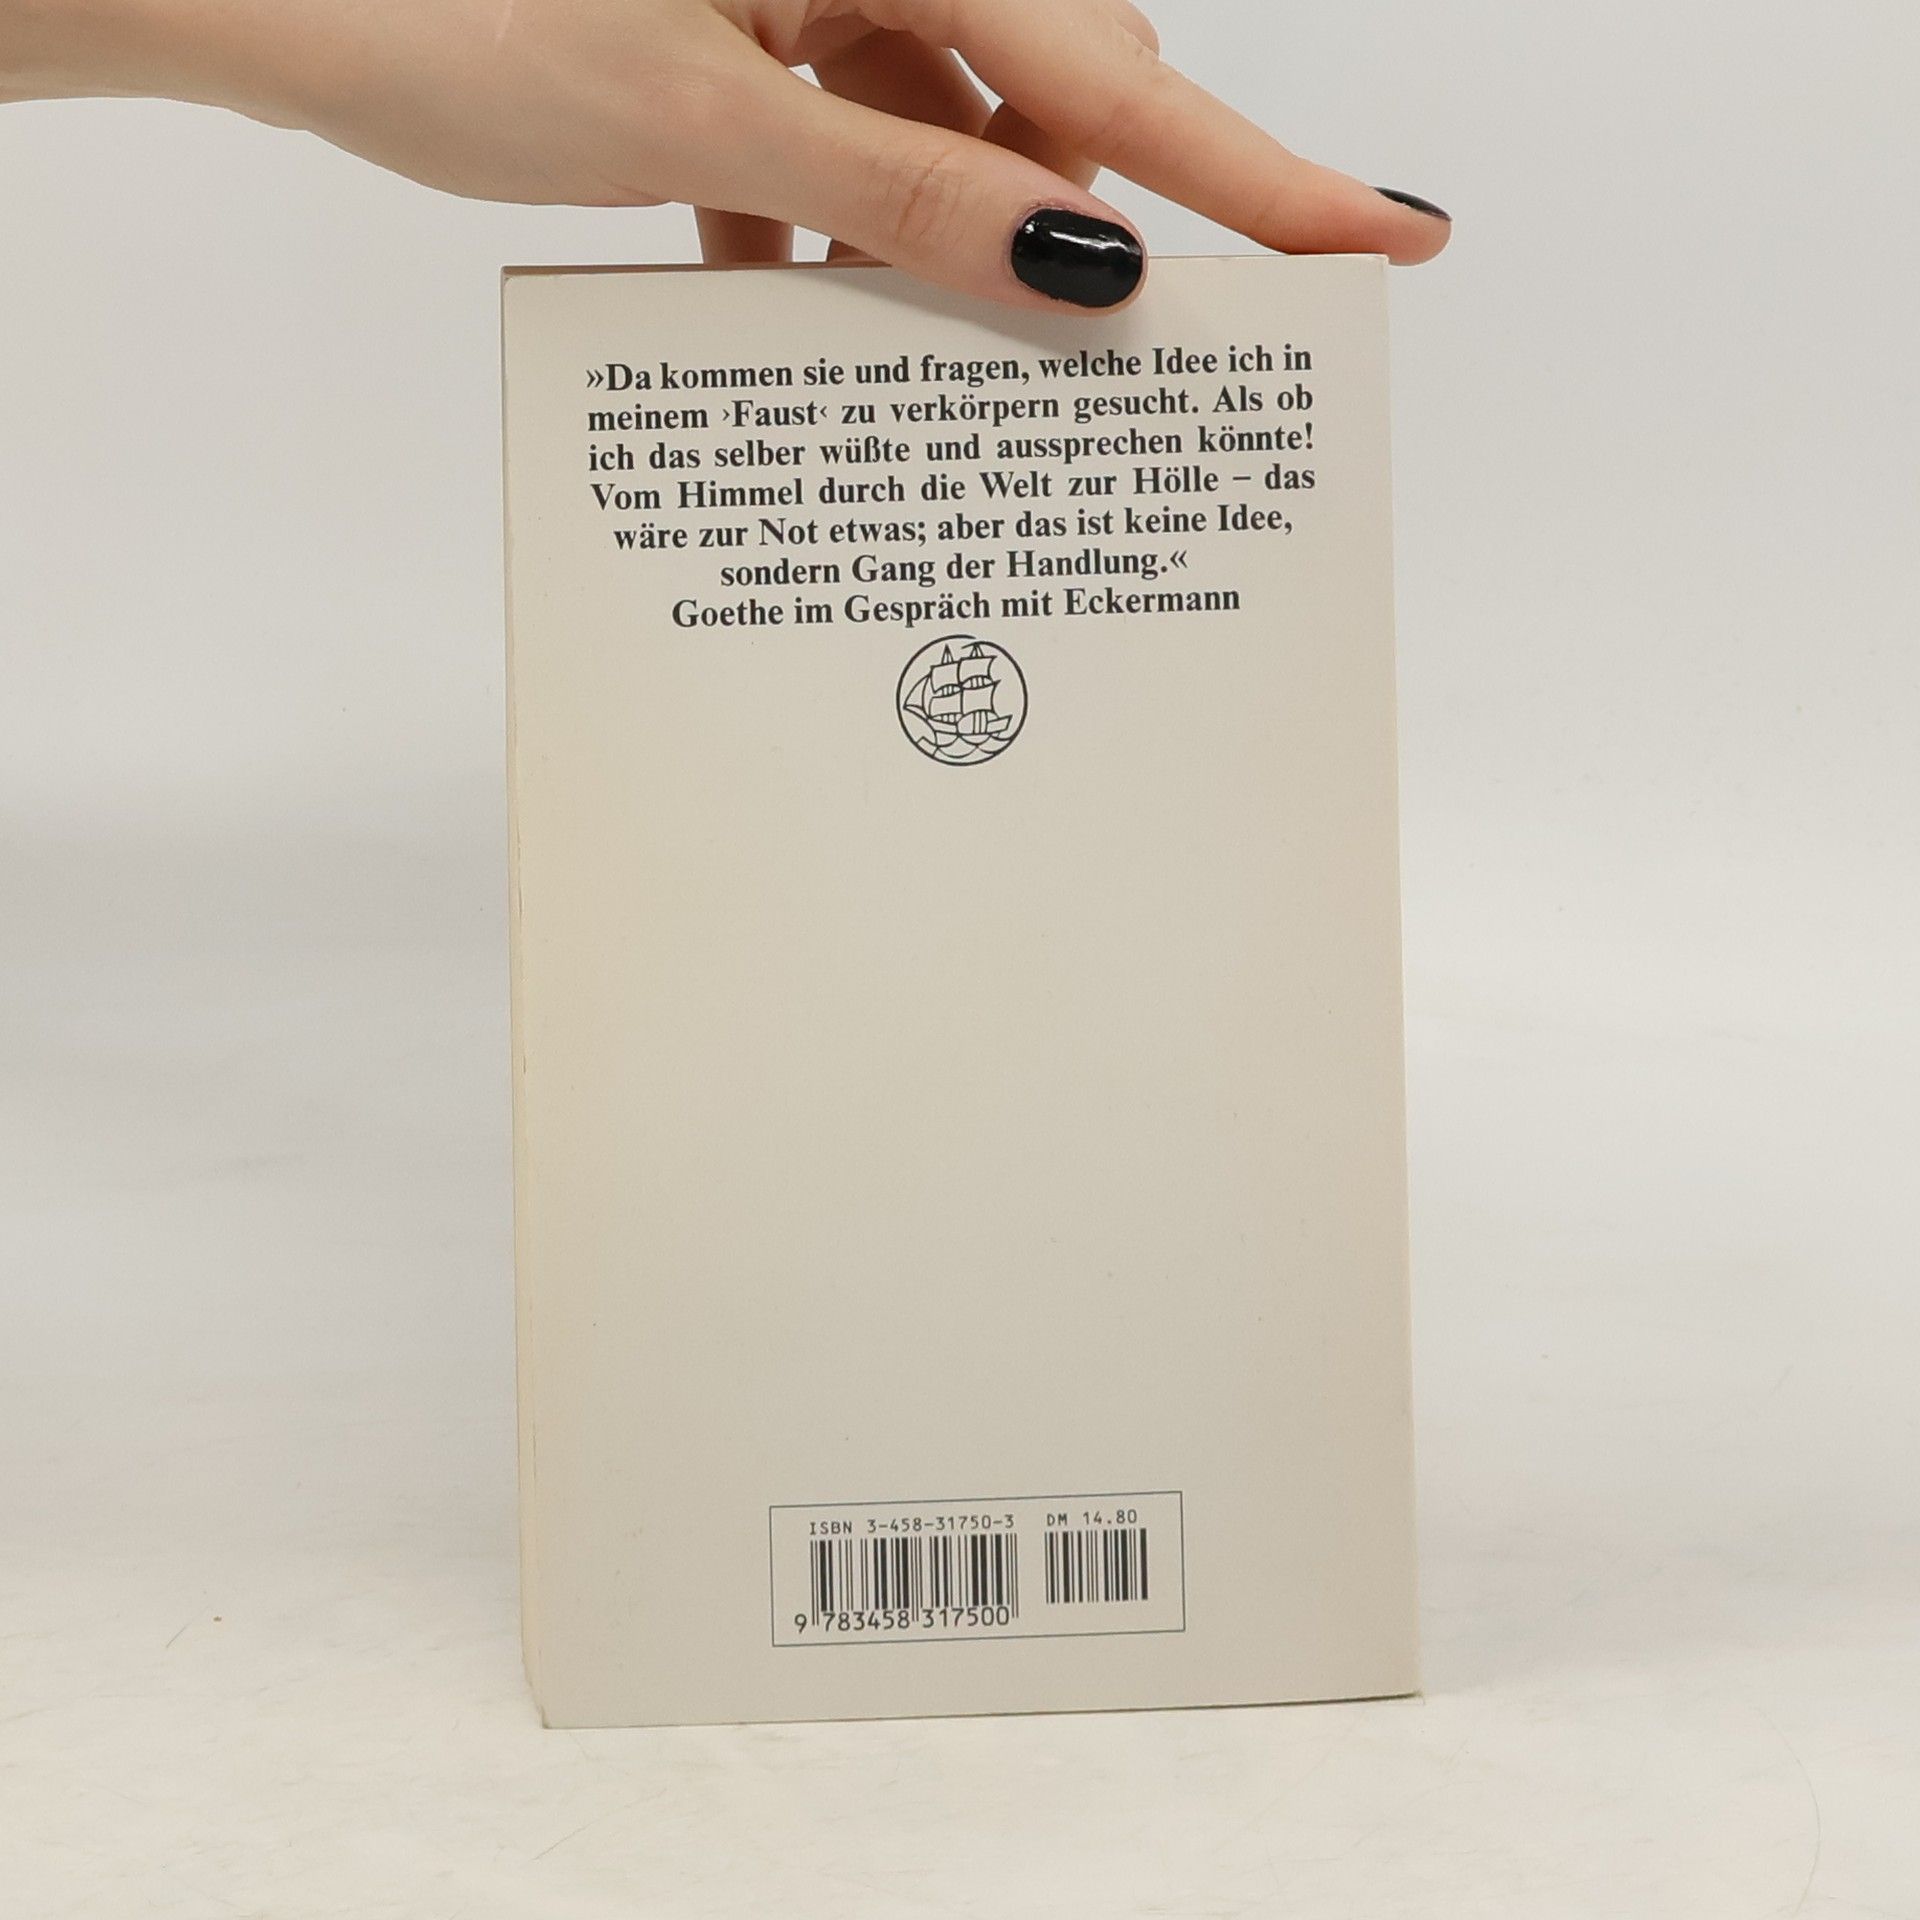 »Da kommen sie und fragen, welche Idee ich in
meinem ›Faust‹ zu verkörpern gesucht. Als ob
ich das selber wüßte und aussprechen könnte!
Vom Himmel durch die Welt zur Hölle – das
wäre zur Not etwas; aber das ist keine Idee,
sondern Gang der Handlung.«
Goethe im Gespräch mit Eckermann
ISBN 3-458-31750-3 DM 14.80
9 783458 317500